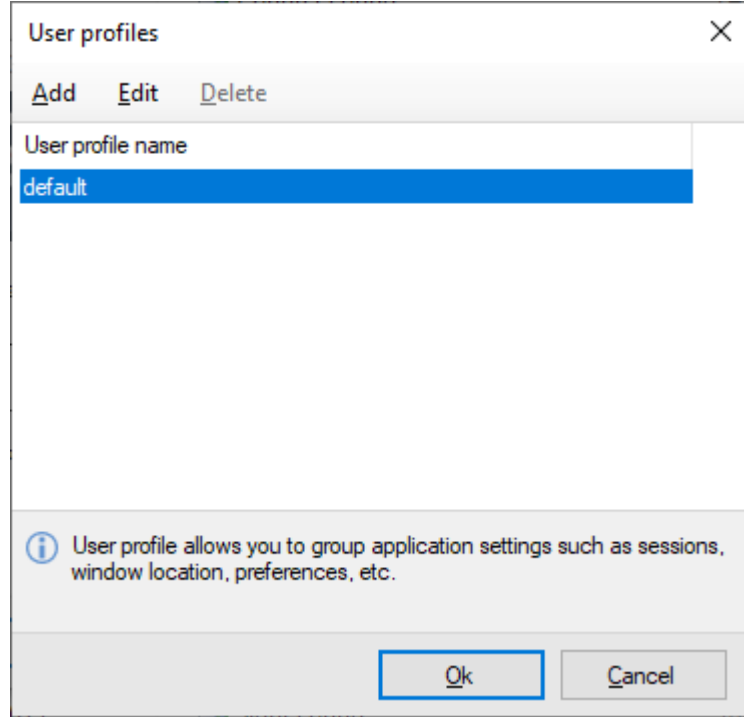 User profiles
Add Edit Delete
User profile name
default
User profile allows you to group application settings such as sessions,
window location, preferences, etc.
Ok Cancel